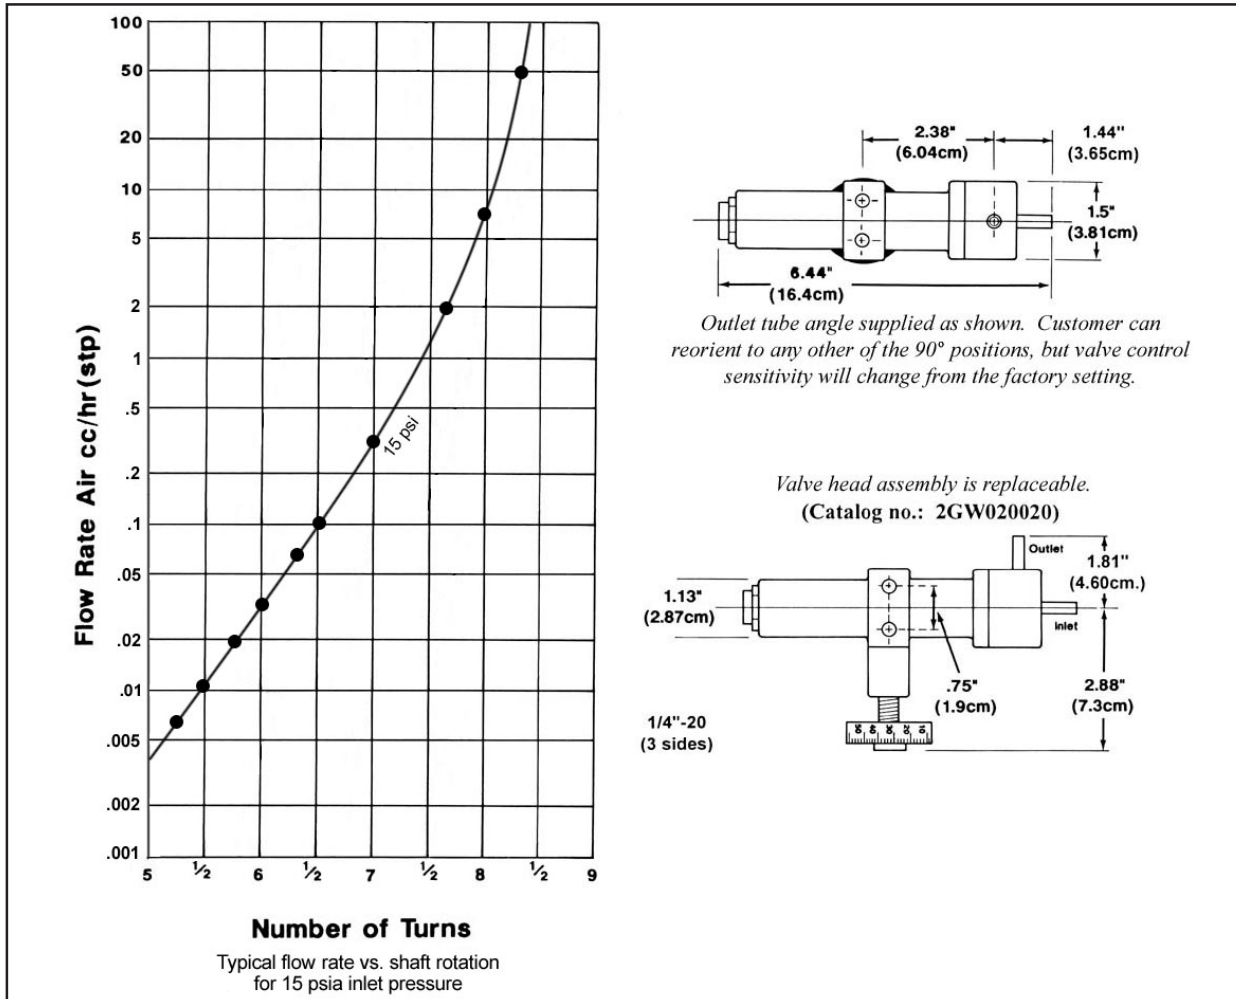 100
50
20
10
5
2
1
.5
.2
.1
.05
.02
.01
.005
.002
.001
Flow Rate Air cc/hr(stp)
15 psi
5 1/2 6 1/2 7 1/2 8 1/2 9
Number of Turns
Typical flow rate vs. shaft rotation
for 15 psia inlet pressure
2.38"
(6.04cm)
1.44"
(3.65cm)
1.5"
(3.81cm)
6.44"
(16.4cm)
Outlet tube angle supplied as shown. Customer can
reorient to any other of the 90° positions, but valve control
sensitivity will change from the factory setting.
Valve head assembly is replaceable.
(Catalog no.: 2GW020020)
Outlet
1.81"
(4.60cm.)
1.13"
(2.87cm)
Inlet
.75"
(1.9cm)
2.88"
(7.3cm)
1/4"-20
(3 sides)
50 40 30 20 10